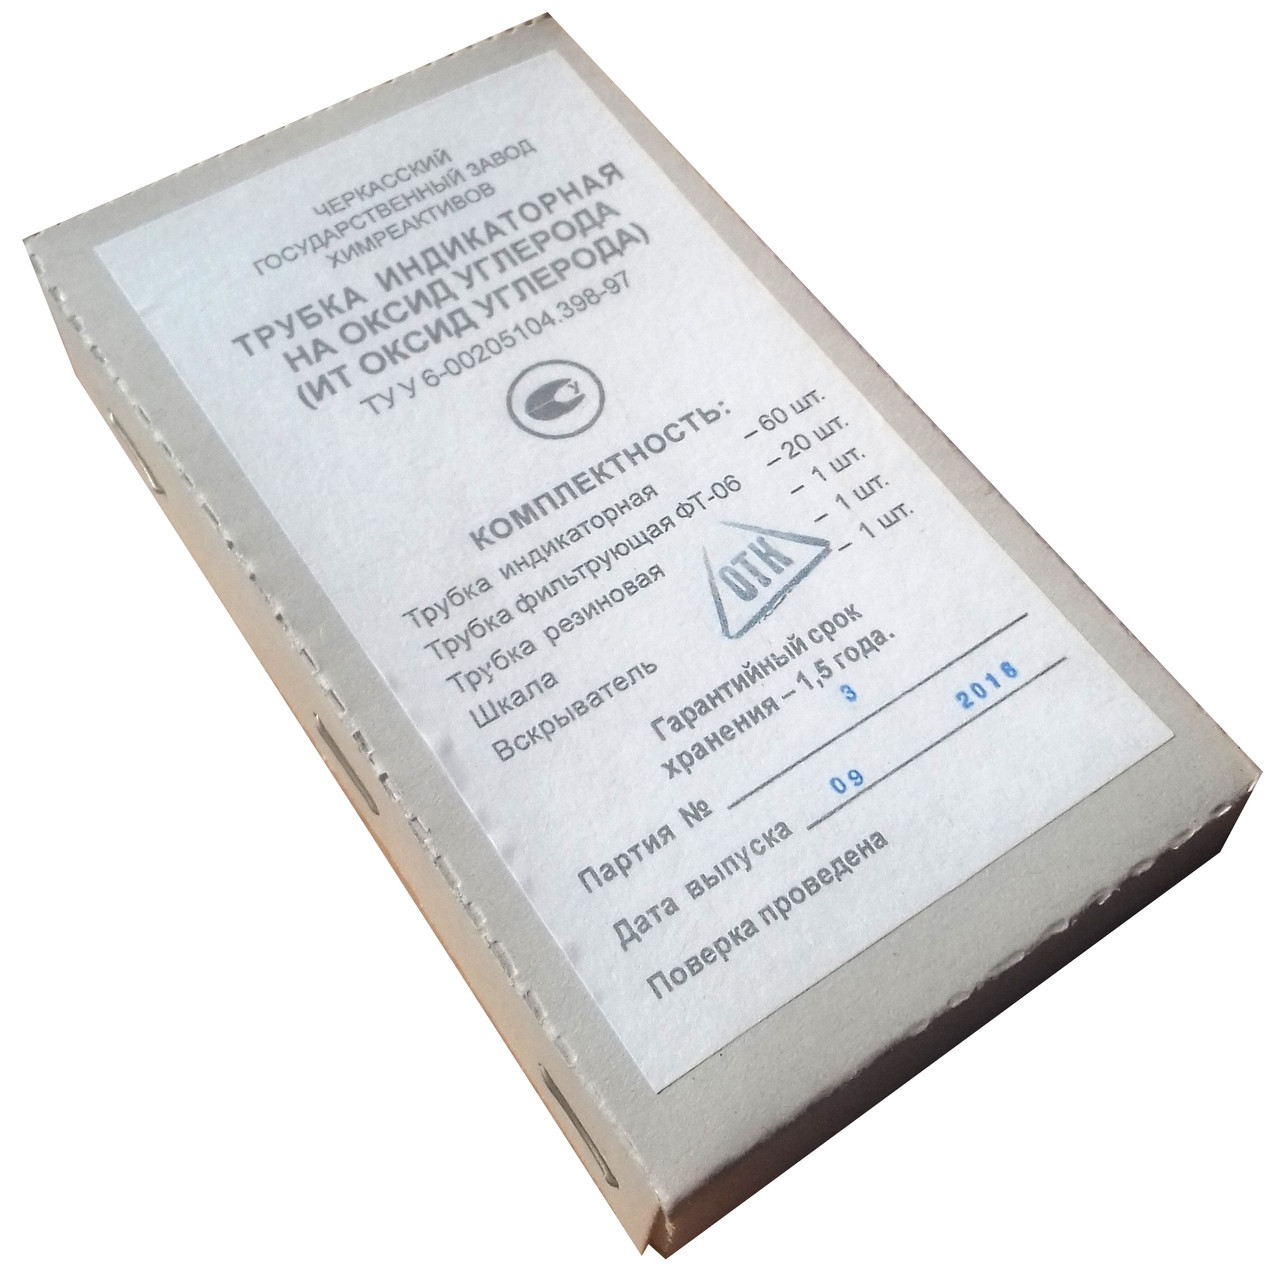 ЧЕРКАССКИЙ
ГОСУДАРСТВЕННЫЙ ЗАВОД
ХИМРЕАКТИВОВ
ТРУБКА ИНДИКАТОРНАЯ
НА ОКСИД УГЛЕРОДА
(ИТ ОКСИД УГЛЕРОДА)
ТУ У 6-00205104.398-97
КОМПЛЕКТНОСТЬ:
Трубка индикаторная – 60 шт.
Трубка фильтрующая ФТ-06 – 20 шт.
Трубка резиновая – 1 шт.
Шкала – 1 шт.
Вскрыватель – 1 шт.
ОТК
Гарантийный срок
хранения – 1,5 года.
Партия № 3
Дата выпуска 09 2018
Поверка проведена